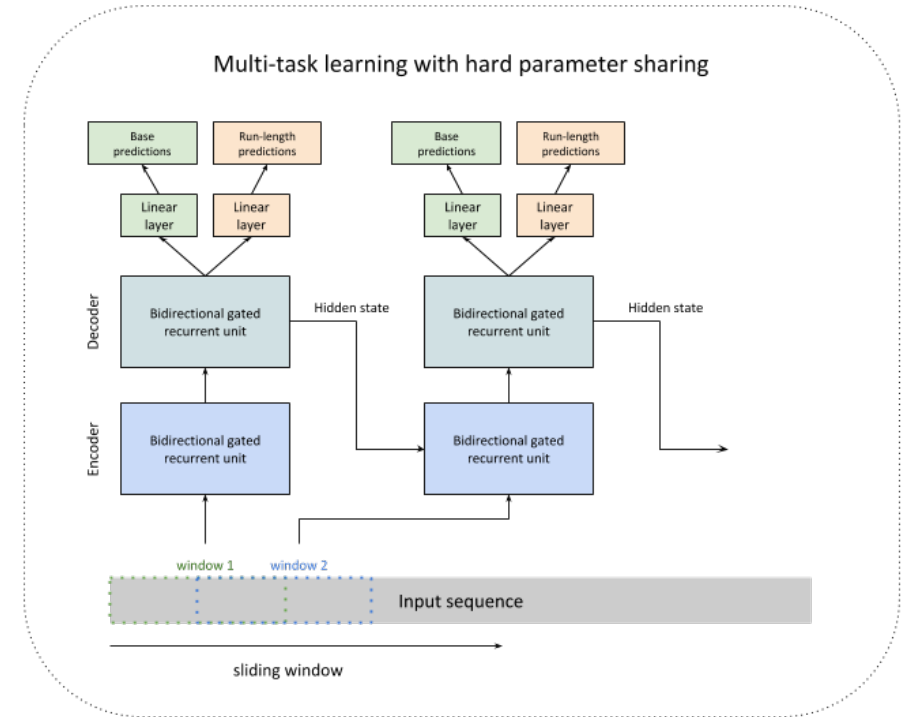 Multi-task learning with hard parameter sharing
Base
predictions
Run-length
predictions
Base
predictions
Run-length
predictions
Linear
layer
Linear
layer
Linear
layer
Linear
layer
Decoder
Bidirectional gated
recurrent unit
Hidden state
Bidirectional gated
recurrent unit
Hidden state
Encoder
Bidirectional gated
recurrent unit
Bidirectional gated
recurrent unit
window 1
window 2
Input sequence
sliding window